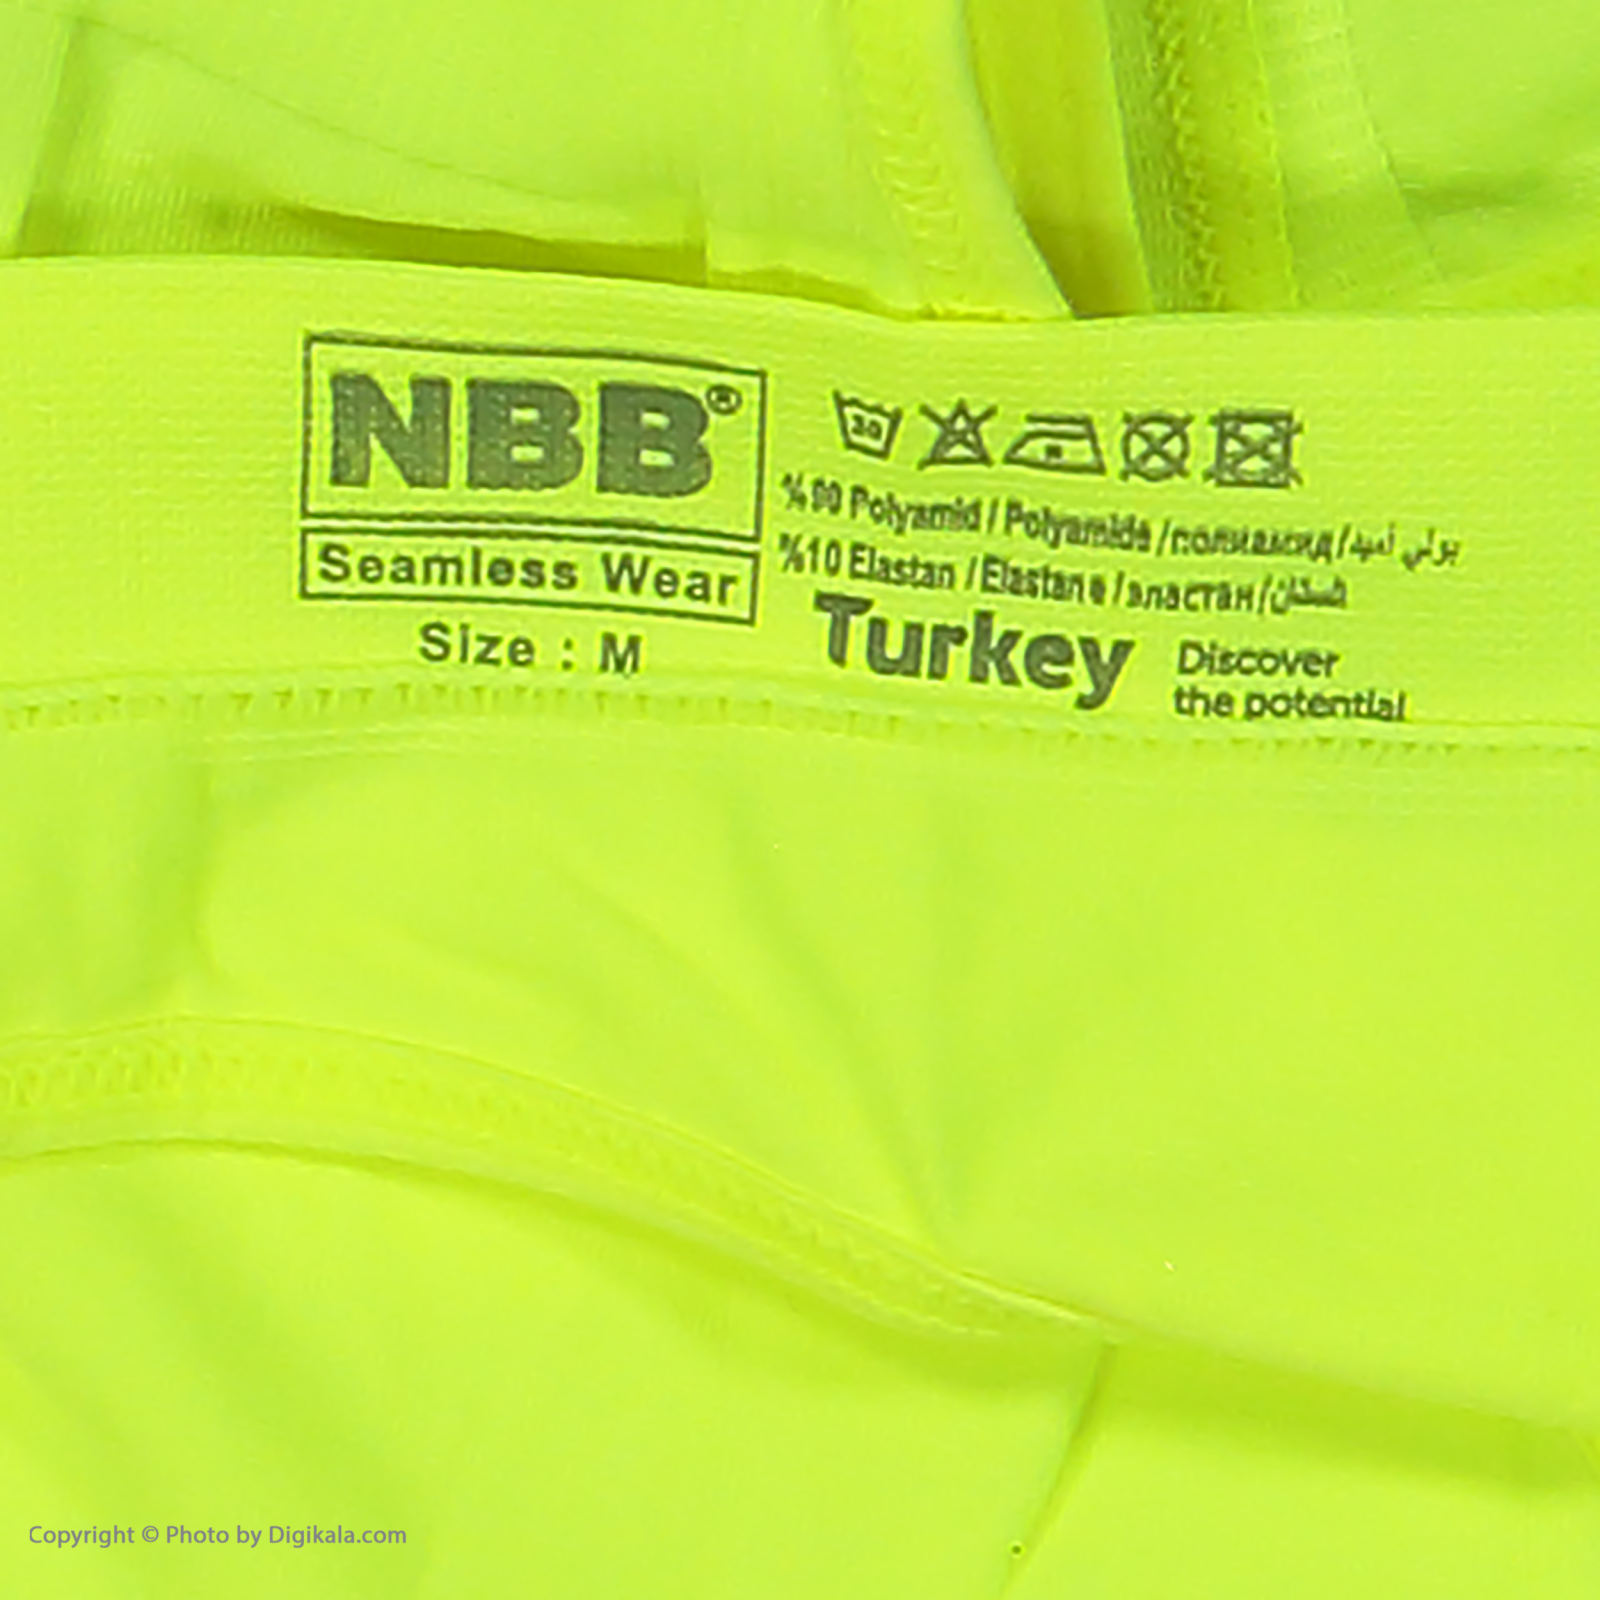 NBB®
Seamless Wear
Size : M
30
%90 Polyamid / Polyamide / полиамид / بولي أميد
%10 Elastan / Elastane / эластан /
Turkey Discover
the potential
Copyright © Photo by Digikala.com